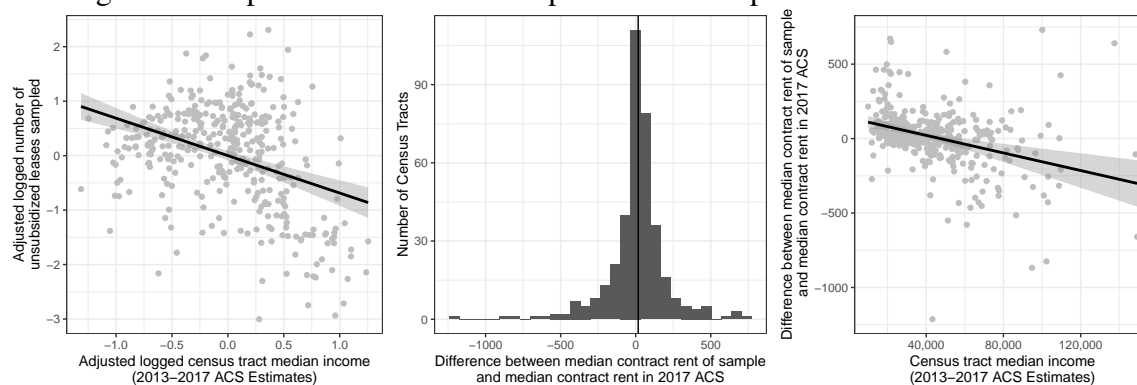 Adjusted logged number of
unsubsidized leases sampled
2
1
0
−1
−2
−3
−1.0 −0.5 0.0 0.5 1.0
Adjusted logged census tract median income
(2013−2017 ACS Estimates)
Number of Census Tracts
90
60
30
0
−1000 −500 0 500
Difference between median contract rent of sample
and median contract rent in 2017 ACS
Difference between median contract rent of sample
and median contract rent in 2017 ACS
500
0
−500
−1000
40,000 80,000 120,000
Census tract median income
(2013−2017 ACS Estimates)